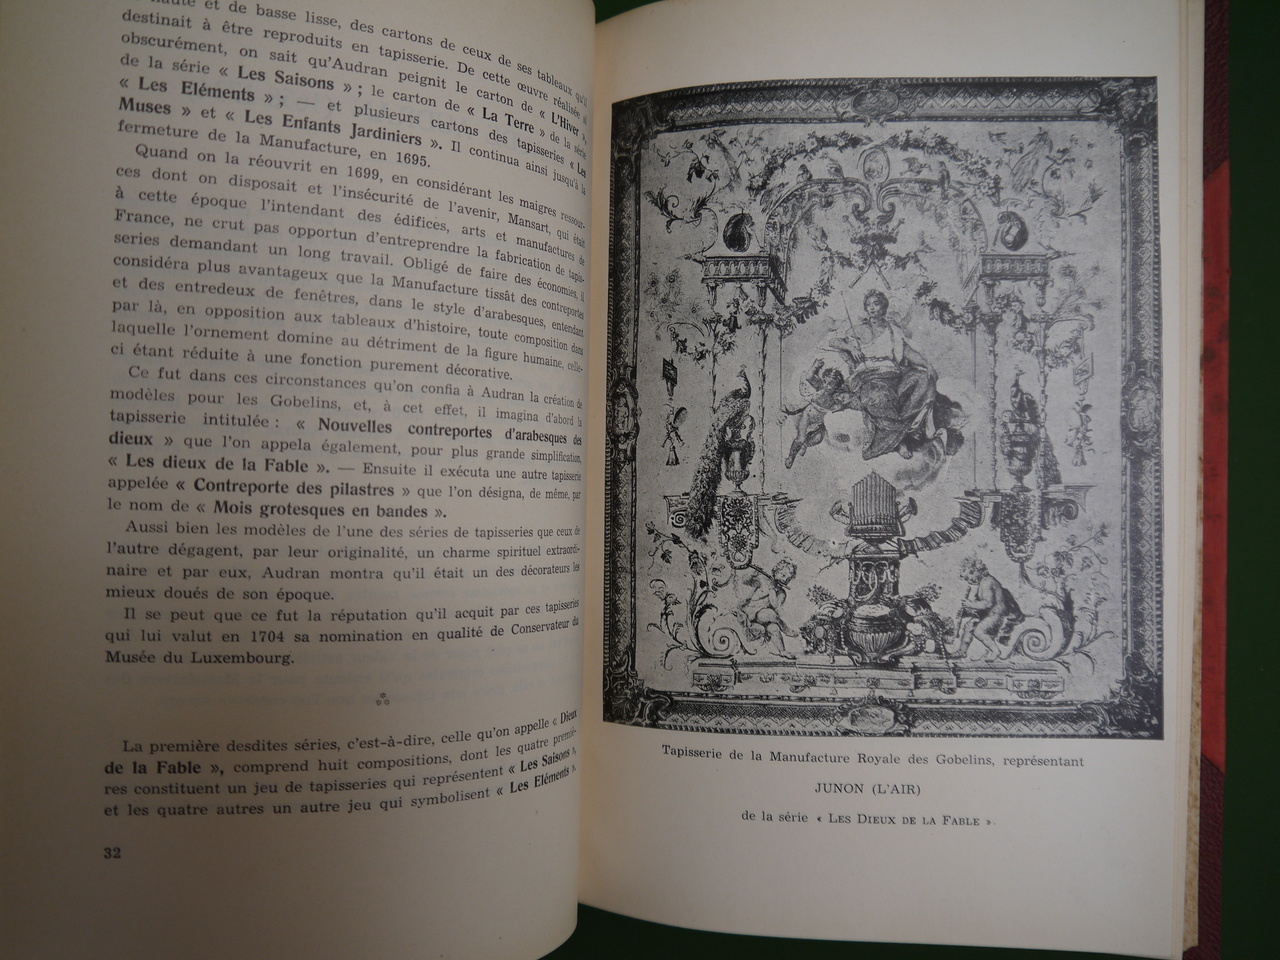 haute et de basse lisse, des cartons de ceux de ses tableaux qu'il
destinait à être reproduits en tapisserie. De cette œuvre réalisée si
obscurément, on sait qu'Audran peignit le carton de « L'Hiver »,
de la série « Les Saisons » ; le carton de « La Terre » de la série
« Les Eléments » ; — et plusieurs cartons des tapisseries « Les
Muses » et « Les Enfants Jardiniers ». Il continua ainsi jusqu'à la
fermeture de la Manufacture, en 1695.
Quand on la réouvrit en 1699, en considérant les maigres ressour-
ces dont on disposait et l'insécurité de l'avenir, Mansart, qui était
à cette époque l'intendant des édifices, arts et manufactures de
France, ne crut pas opportun d'entreprendre la fabrication de tapis-
series demandant un long travail. Obligé de faire des économies, il
considéra plus avantageux que la Manufacture tissât des contreportes
et des entredeux de fenêtres, dans le style d'arabesques, entendant
par là, en opposition aux tableaux d'histoire, toute composition dans
laquelle l'ornement domine au détriment de la figure humaine, celle-
ci étant réduite à une fonction purement décorative.
Ce fut dans ces circonstances qu'on confia à Audran la création de
modèles pour les Gobelins, et, à cet effet, il imagina d'abord la
tapisserie intitulée : « Nouvelles contreportes d'arabesques des
dieux » que l'on appela également, pour plus grande simplification,
« Les dieux de la Fable ». — Ensuite il exécuta une autre tapisserie
appelée « Contreporte des pilastres » que l'on désigna, de même, par
le nom de « Mois grotesques en bandes ».
Aussi bien les modèles de l'une des séries de tapisseries que ceux de
l'autre dégagent, par leur originalité, un charme spirituel extraordi-
naire et par eux, Audran montra qu'il était un des décorateurs les
mieux doués de son époque.
Il se peut que ce fut la réputation qu'il acquit par ces tapisseries
qui lui valut en 1704 sa nomination en qualité de Conservateur du
Musée du Luxembourg.
La première desdites séries, c'est-à-dire, celle qu'on appelle « Dieux
de la Fable », comprend huit compositions, dont les quatre premiè-
res constituent un jeu de tapisseries qui représentent « Les Saisons »,
et les quatre autres un autre jeu qui symbolisent « Les Eléments ».
32
Tapisserie de la Manufacture Royale des Gobelins, représentant
JUNON (L'AIR)
de la série « LES DIEUX DE LA FABLE ».